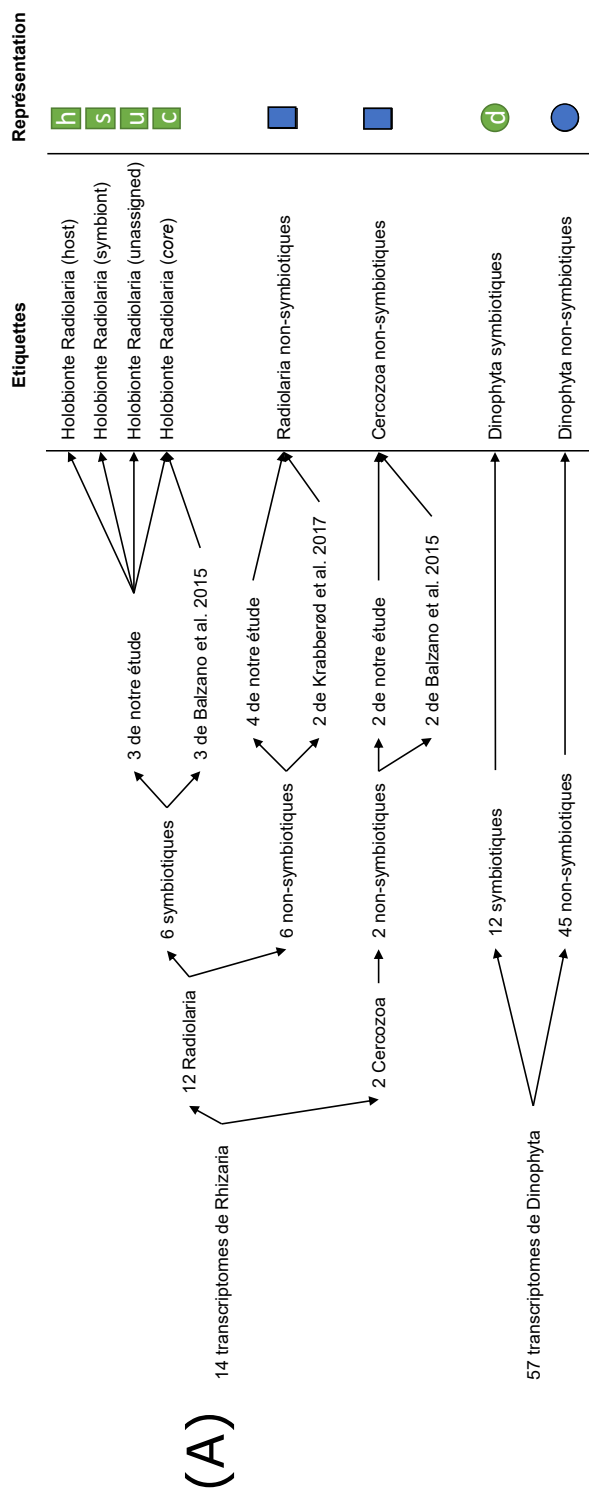 (A)
Etiquettes
Représentation
14 transcriptomes de Rhizaria
12 Radiolaria
6 symbiotiques
3 de notre étude
3 de Balzano et al. 2015
Holobionte Radiolaria (host)
h
Holobionte Radiolaria (symbiont)
s
Holobionte Radiolaria (unassigned)
u
Holobionte Radiolaria (core)
c
6 non-symbiotiques
4 de notre étude
2 de Krabberød et al. 2017
Radiolaria non-symbiotiques
2 Cercozoa
2 non-symbiotiques
2 de notre étude
2 de Balzano et al. 2015
Cercozoa non-symbiotiques
57 transcriptomes de Dinophyta
12 symbiotiques
Dinophyta symbiotiques
d
45 non-symbiotiques
Dinophyta non-symbiotiques